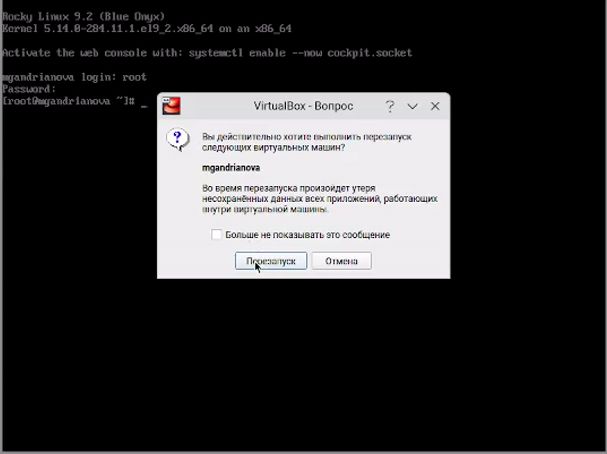 Rocky Linux 9.2 (Blue Onyx)
Kernel 5.14.0-284.11.1.el9_2.x86_64 on an x86_64
Activate the web console with: systemctl enable --now cockpit.socket
mgandrianova login: root
Password:
[root@mgandrianova ~]# _
VirtualBox - Вопрос
Вы действительно хотите выполнить перезапуск
следующих виртуальных машин?
mgandrianova
Во время перезапуска произойдет утеря
несохранённых данных всех приложений, работающих
внутри виртуальной машины.
Больше не показывать это сообщение
Перезапуск
Отмена